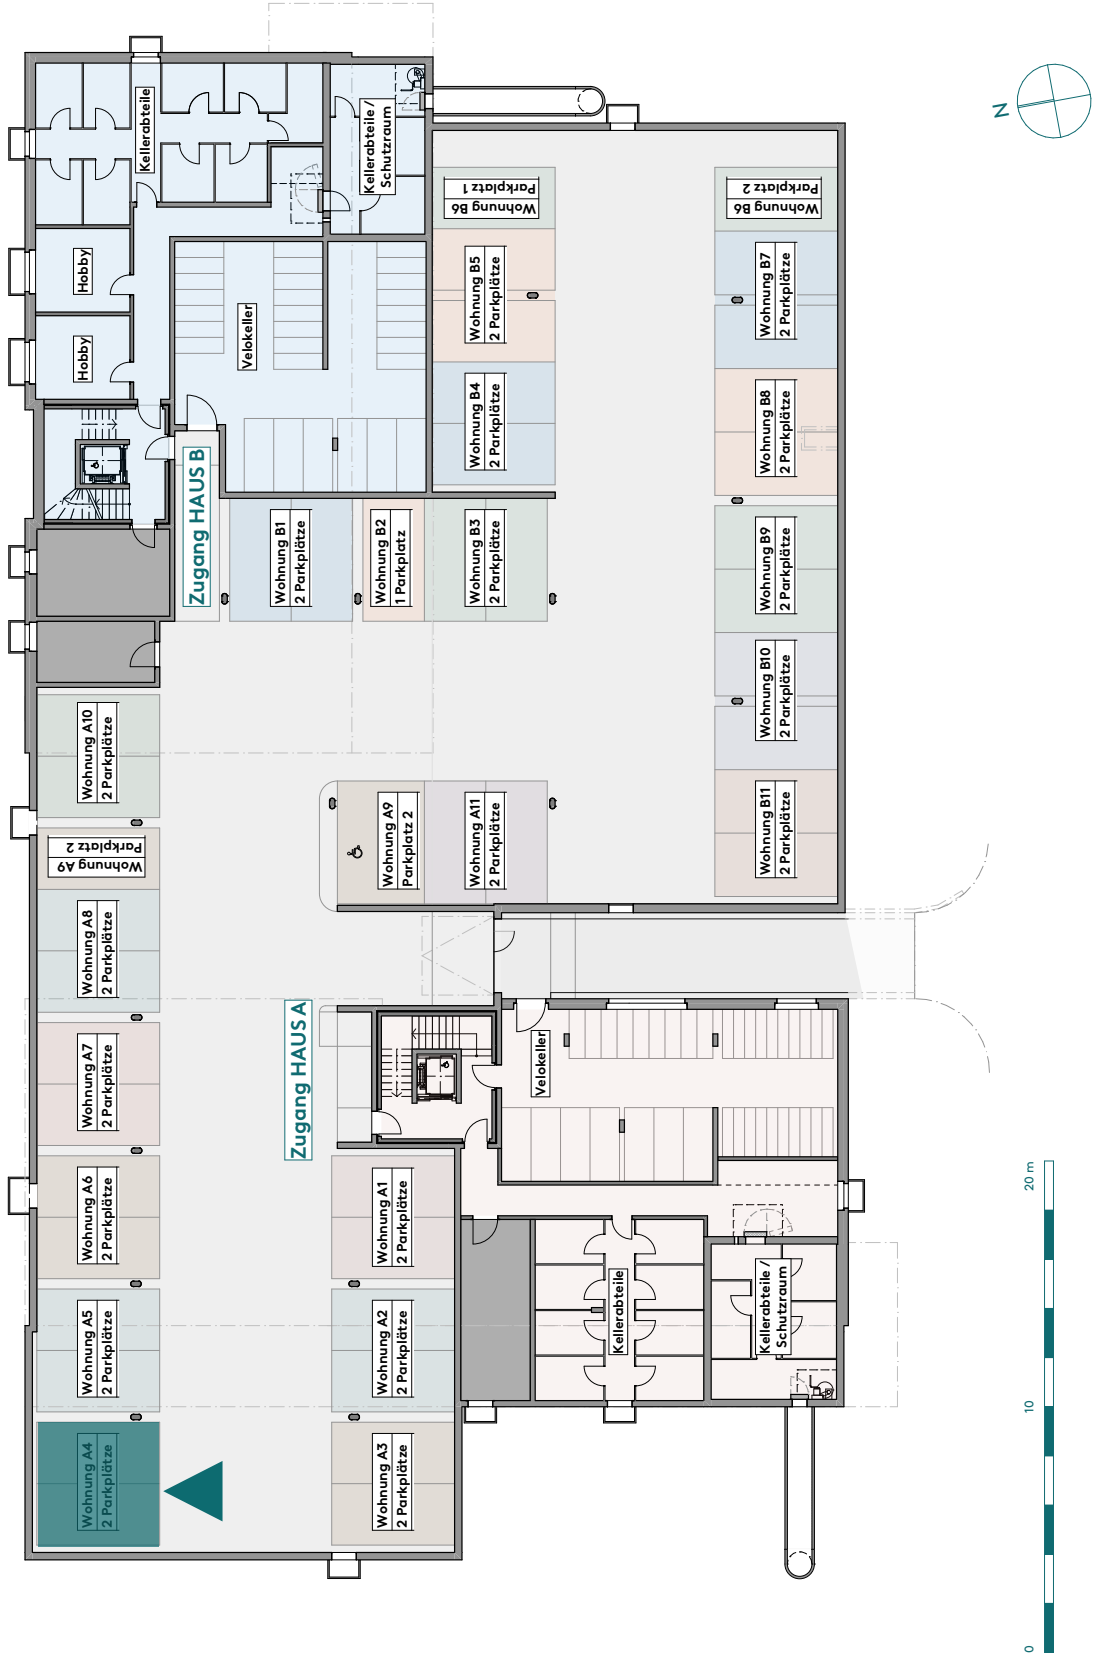 N
Kellerabteile
Kellerabteile /
Schutzraum
Wohnung B6
Parkplatz 1
Wohnung B6
Parkplatz 2
Hobby
Hobby
Velokeller
Wohnung B5
2 Parkplätze
Wohnung B7
2 Parkplätze
Wohnung B4
2 Parkplätze
Wohnung B8
2 Parkplätze
Zugang HAUS B
Wohnung B1
2 Parkplätze
Wohnung B2
1 Parkplatz
Wohnung B3
2 Parkplätze
Wohnung B9
2 Parkplätze
Wohnung B10
2 Parkplätze
Wohnung A10
2 Parkplätze
Wohnung A9
Parkplatz 2
Wohnung A9
Parkplatz 2
Wohnung A11
2 Parkplätze
Wohnung B11
2 Parkplätze
Wohnung A8
2 Parkplätze
Wohnung A7
2 Parkplätze
Zugang HAUS A
Velokeller
Wohnung A6
2 Parkplätze
Wohnung A1
2 Parkplätze
Wohnung A5
2 Parkplätze
Wohnung A2
2 Parkplätze
Kellerabteile
Kellerabteile /
Schutzraum
Wohnung A4
2 Parkplätze
Wohnung A3
2 Parkplätze
20 m
10
0